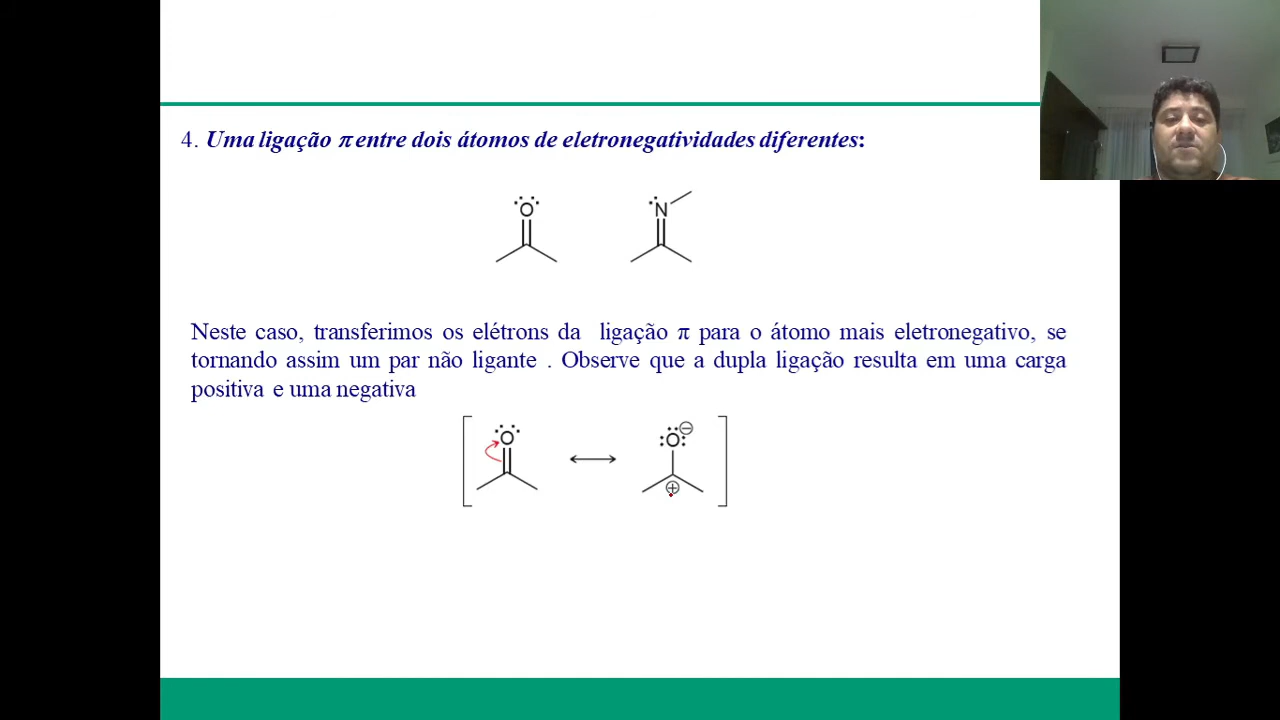 4. Uma ligação π entre dois átomos de eletronegatividades diferentes:
O N
Neste caso, transferimos os elétrons da ligação π para o átomo mais eletronegativo, se
tornando assim um par não ligante . Observe que a dupla ligação resulta em uma carga
positiva e uma negativa
O O ⊖
⊕